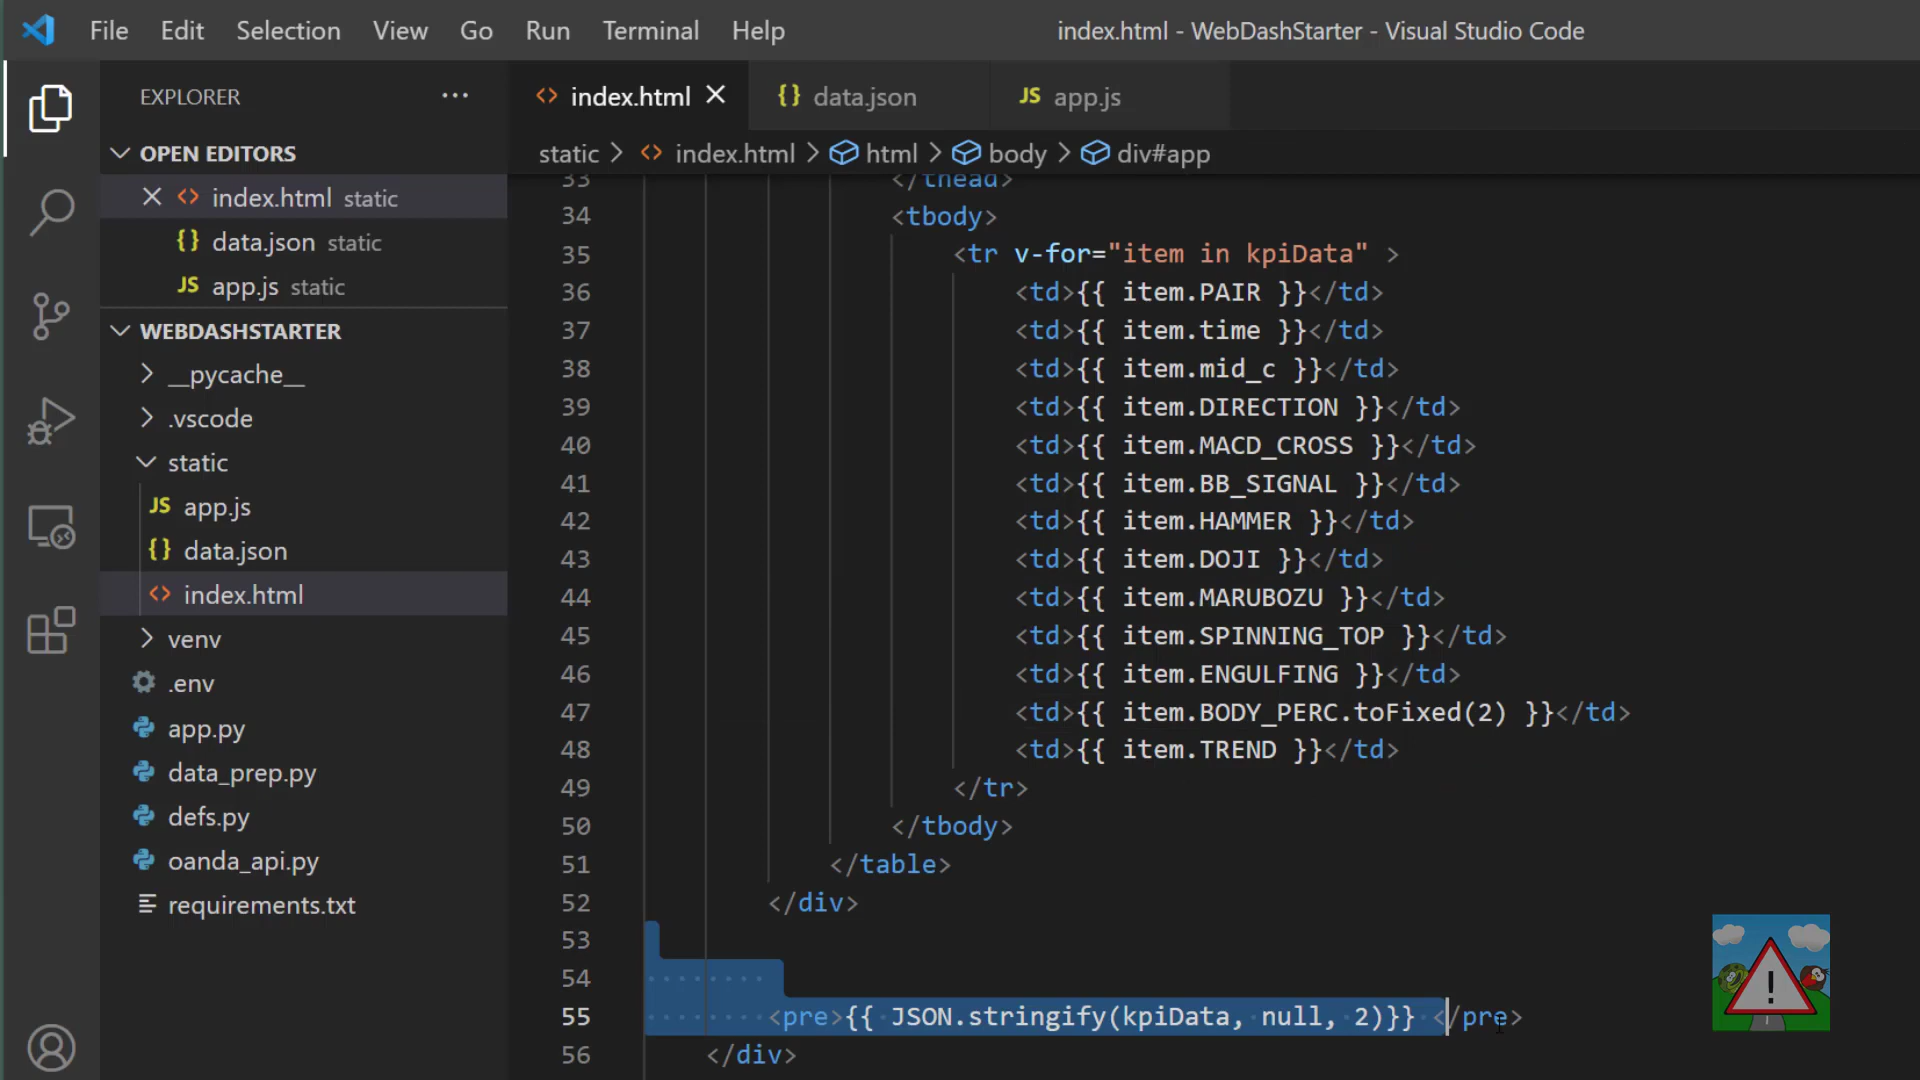 File Edit Selection View Go Run Terminal Help
index.html - WebDashStarter - Visual Studio Code
EXPLORER ···
OPEN EDITORS
index.html static
{} data.json static
JS app.js static
WEBDASHSTARTER
__pycache__
.vscode
static
JS app.js
{} data.json
<> index.html
venv
.env
app.py
data_prep.py
defs.py
oanda_api.py
requirements.txt
<> index.html {} data.json JS app.js
static > <> index.html > html > body > div#app
33 </thead>
34 <tbody>
35 <tr v-for="item in kpiData" >
36 <td>{{ item.PAIR }}</td>
37 <td>{{ item.time }}</td>
38 <td>{{ item.mid_c }}</td>
39 <td>{{ item.DIRECTION }}</td>
40 <td>{{ item.MACD_CROSS }}</td>
41 <td>{{ item.BB_SIGNAL }}</td>
42 <td>{{ item.HAMMER }}</td>
43 <td>{{ item.DOJI }}</td>
44 <td>{{ item.MARUBOZU }}</td>
45 <td>{{ item.SPINNING_TOP }}</td>
46 <td>{{ item.ENGULFING }}</td>
47 <td>{{ item.BODY_PERC.toFixed(2) }}</td>
48 <td>{{ item.TREND }}</td>
49 </tr>
50 </tbody>
51 </table>
52 </div>
53
54
55 <pre>{{ JSON.stringify(kpiData, null, 2)}} </pre>
56 </div>
!